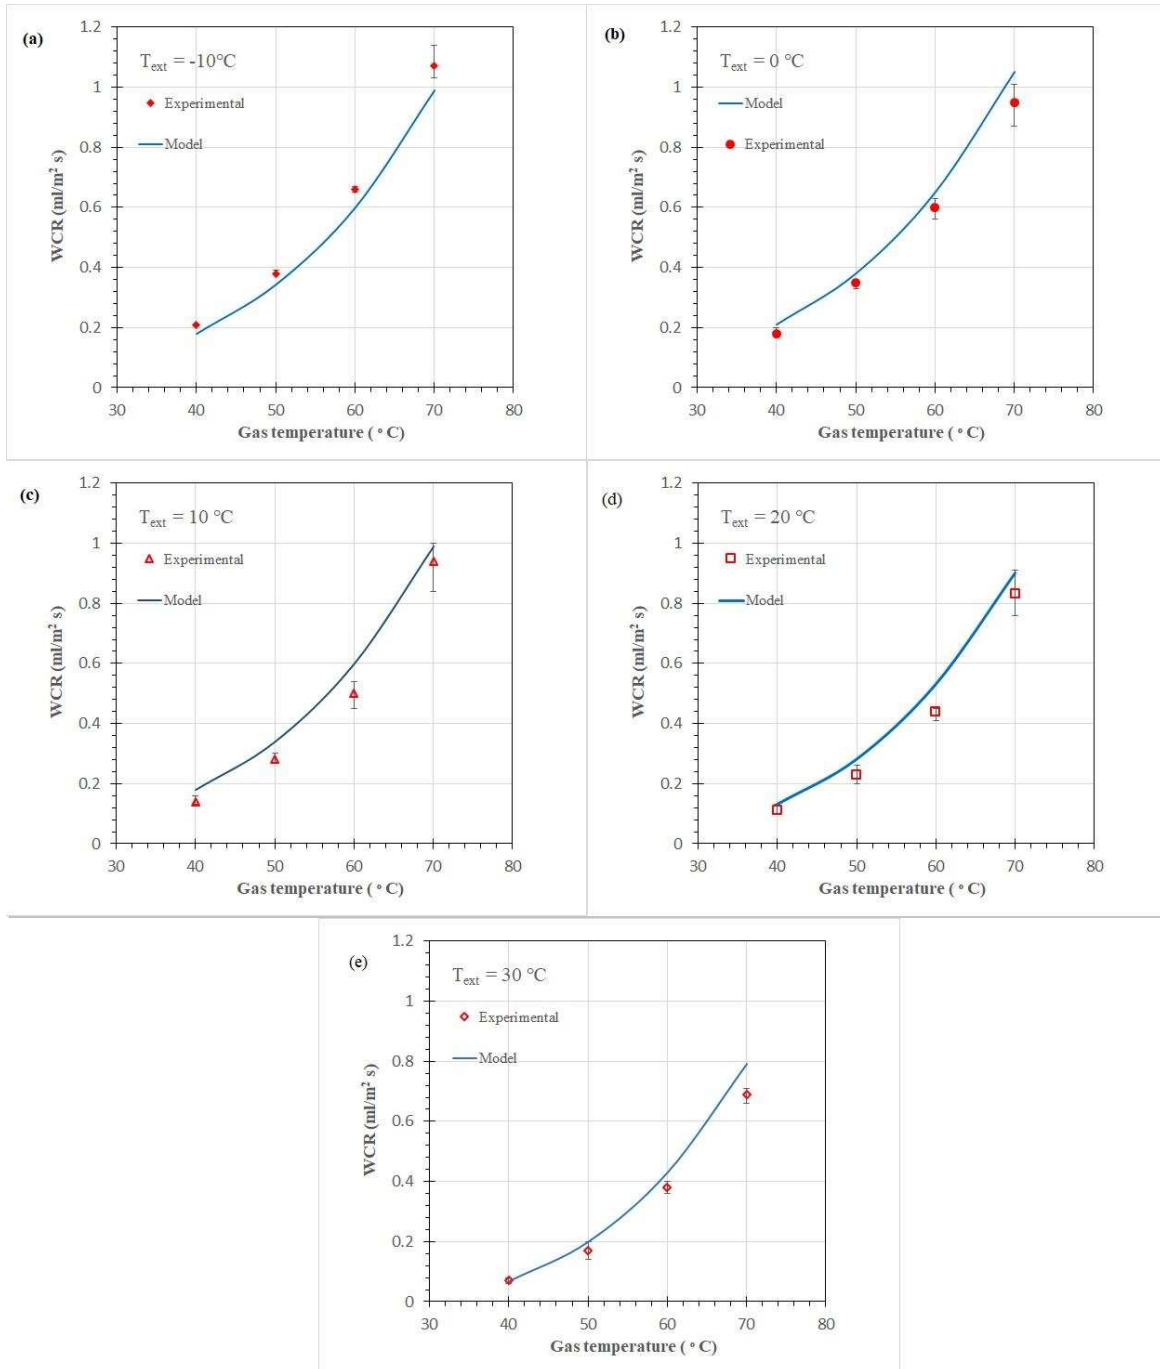 (a)
T_ext = -10°C
Experimental
Model
WCR (ml/m² s)
1.2
1
0.8
0.6
0.4
0.2
0
30 40 50 60 70 80
Gas temperature ( ° C)
(b)
T_ext = 0 °C
Model
Experimental
WCR (ml/m² s)
1.2
1
0.8
0.6
0.4
0.2
0
30 40 50 60 70 80
Gas temperature ( ° C)
(c)
T_ext = 10 °C
Experimental
Model
WCR (ml/m² s)
1.2
1
0.8
0.6
0.4
0.2
0
30 40 50 60 70 80
Gas temperature ( ° C)
(d)
T_ext = 20 °C
Experimental
Model
WCR (ml/m² s)
1.2
1
0.8
0.6
0.4
0.2
0
30 40 50 60 70 80
Gas temperature ( ° C)
(e)
T_ext = 30 °C
Experimental
Model
WCR (ml/m² s)
1.2
1
0.8
0.6
0.4
0.2
0
30 40 50 60 70 80
Gas temperature ( ° C)